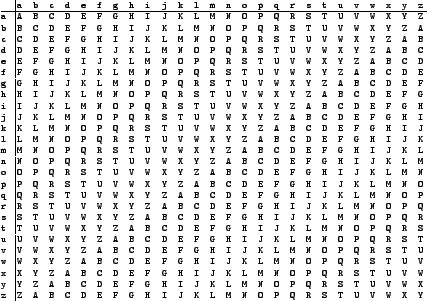 a b c d e f g h i j k l m n o p q r s t u v w x y z
a A B C D E F G H I J K L M N O P Q R S T U V W X Y Z
b B C D E F G H I J K L M N O P Q R S T U V W X Y Z A
c C D E F G H I J K L M N O P Q R S T U V W X Y Z A B
d D E F G H I J K L M N O P Q R S T U V W X Y Z A B C
e E F G H I J K L M N O P Q R S T U V W X Y Z A B C D
f F G H I J K L M N O P Q R S T U V W X Y Z A B C D E
g G H I J K L M N O P Q R S T U V W X Y Z A B C D E F
h H I J K L M N O P Q R S T U V W X Y Z A B C D E F G
i I J K L M N O P Q R S T U V W X Y Z A B C D E F G H
j J K L M N O P Q R S T U V W X Y Z A B C D E F G H I
k K L M N O P Q R S T U V W X Y Z A B C D E F G H I J
l L M N O P Q R S T U V W X Y Z A B C D E F G H I J K
m M N O P Q R S T U V W X Y Z A B C D E F G H I J K L
n N O P Q R S T U V W X Y Z A B C D E F G H I J K L M
o O P Q R S T U V W X Y Z A B C D E F G H I J K L M N
p P Q R S T U V W X Y Z A B C D E F G H I J K L M N O
q Q R S T U V W X Y Z A B C D E F G H I J K L M N O P
r R S T U V W X Y Z A B C D E F G H I J K L M N O P Q
s S T U V W X Y Z A B C D E F G H I J K L M N O P Q R
t T U V W X Y Z A B C D E F G H I J K L M N O P Q R S
u U V W X Y Z A B C D E F G H I J K L M N O P Q R S T
v V W X Y Z A B C D E F G H I J K L M N O P Q R S T U
w W X Y Z A B C D E F G H I J K L M N O P Q R S T U V
x X Y Z A B C D E F G H I J K L M N O P Q R S T U V W
y Y Z A B C D E F G H I J K L M N O P Q R S T U V W X
z Z A B C D E F G H I J K L M N O P Q R S T U V W X Y